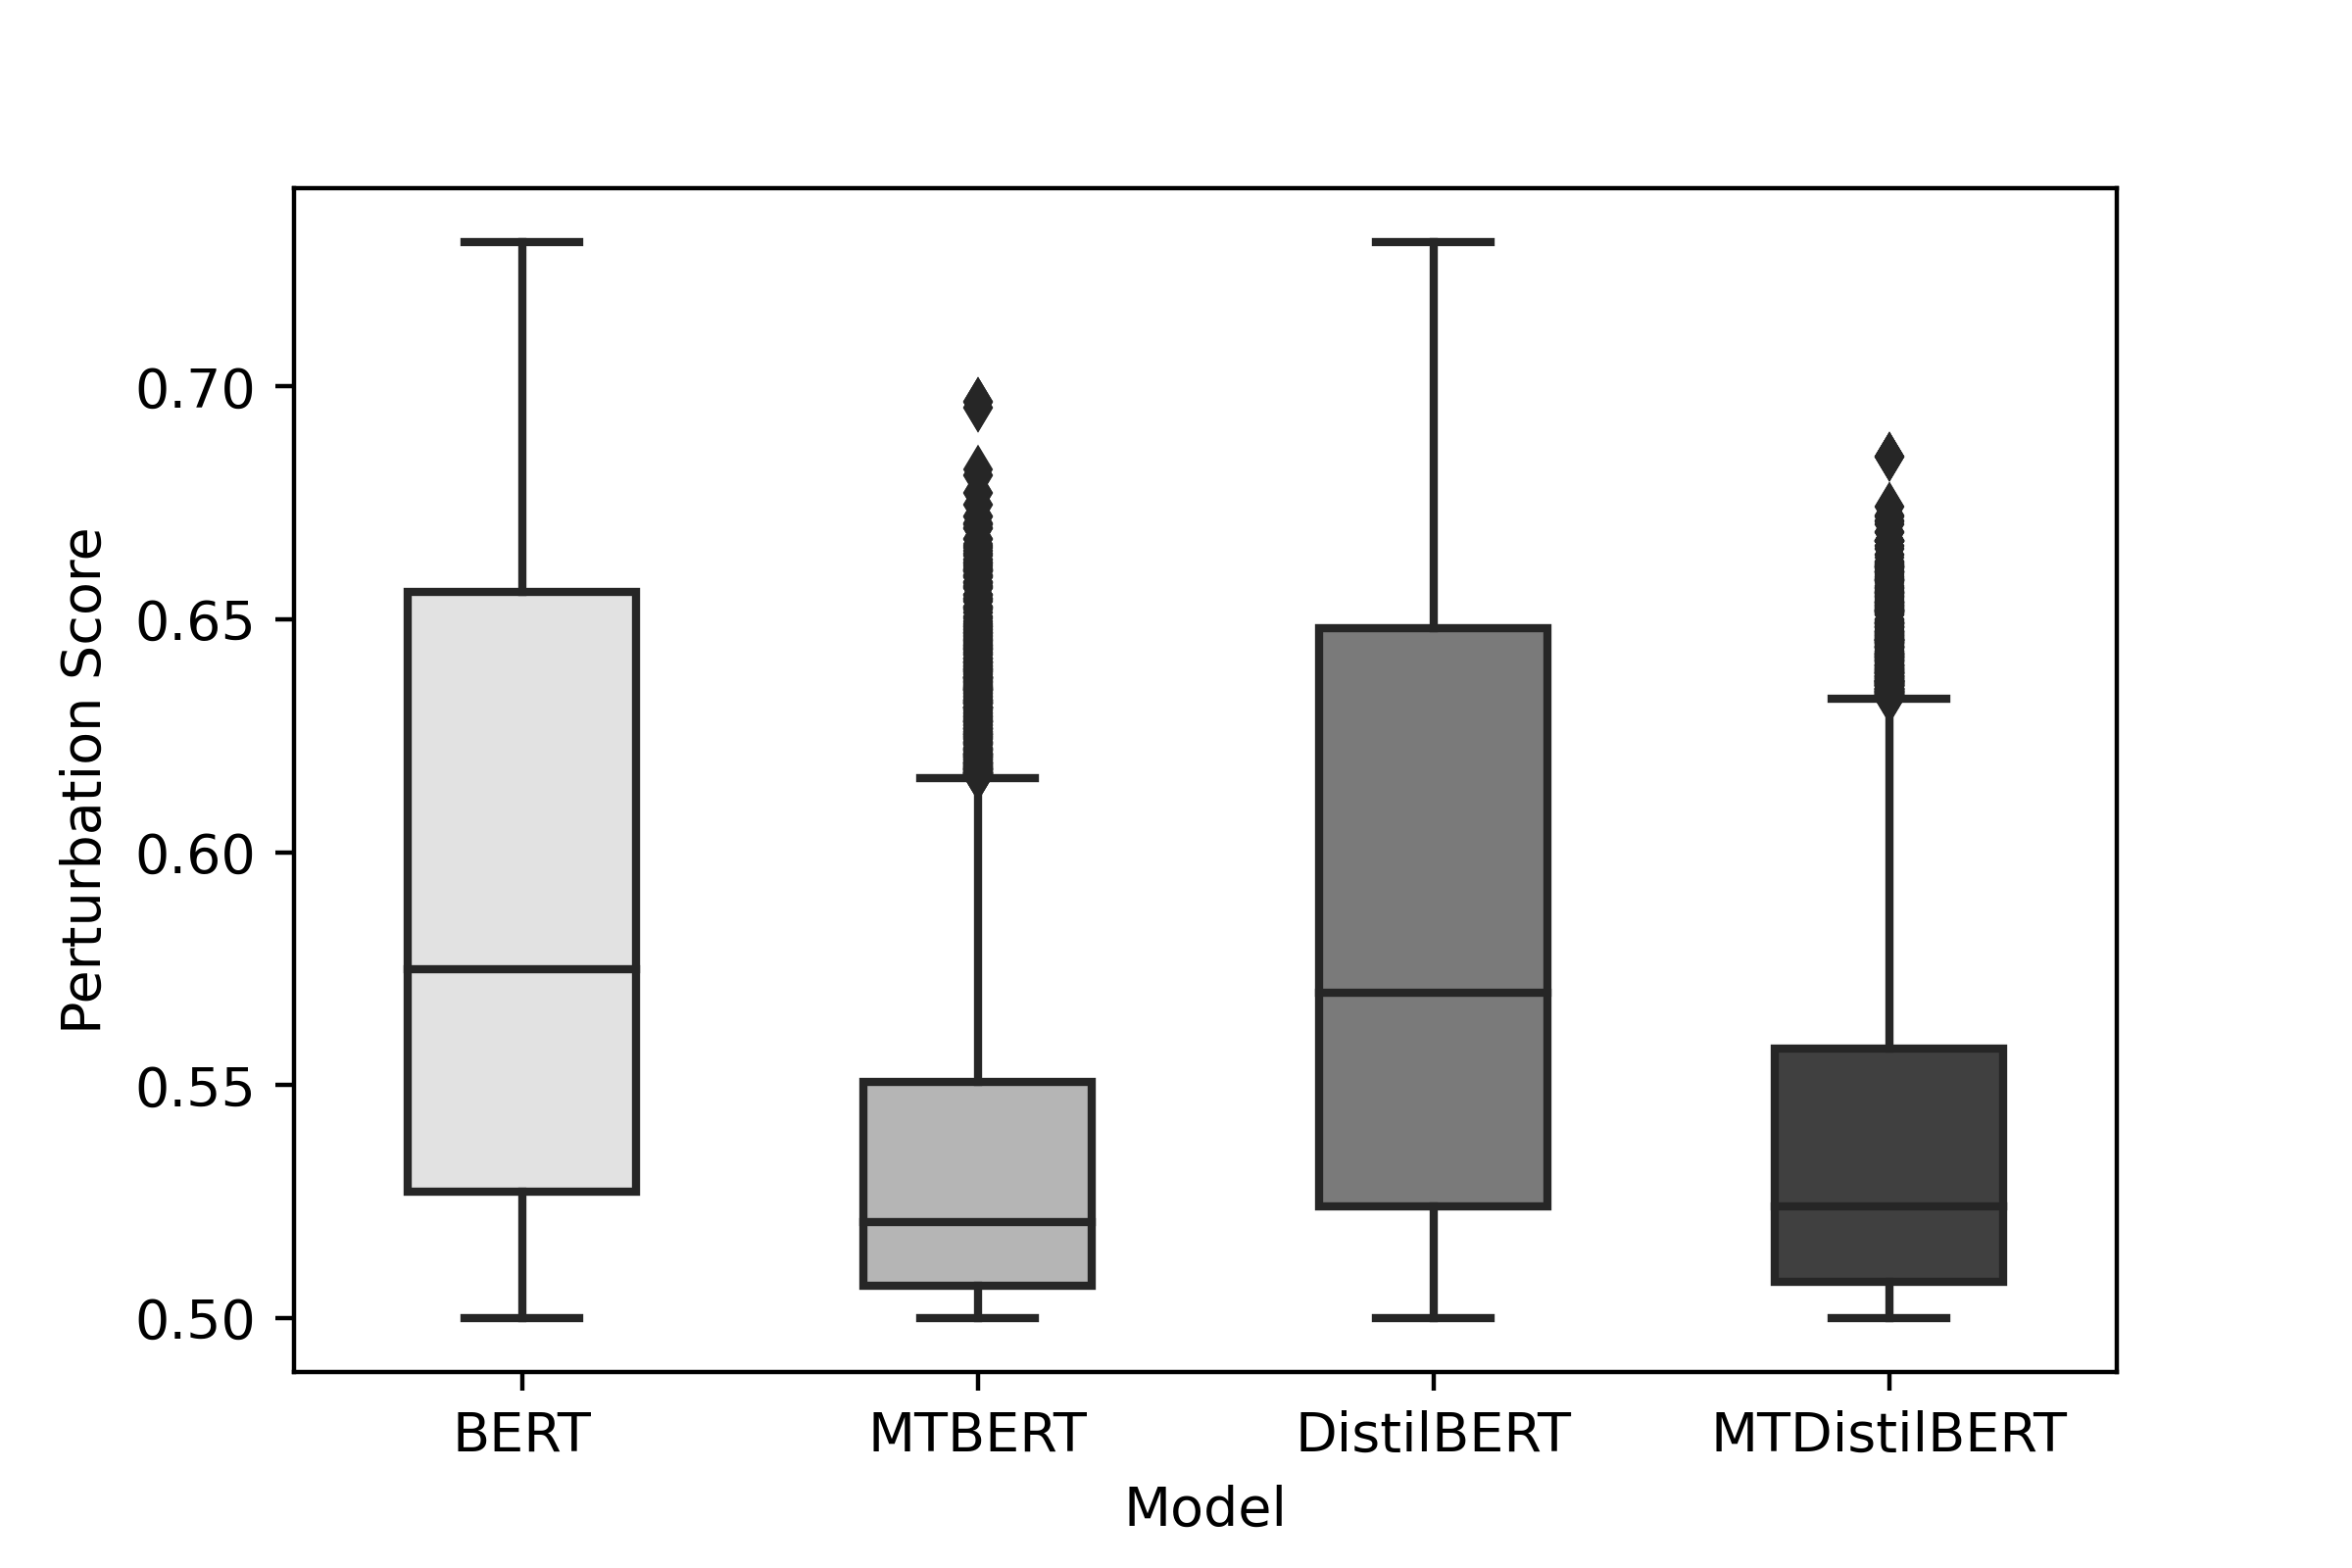 Perturbation Score
0.70
0.65
0.60
0.55
0.50
BERT
MTBERT
DistilBERT
MTDistilBERT
Model